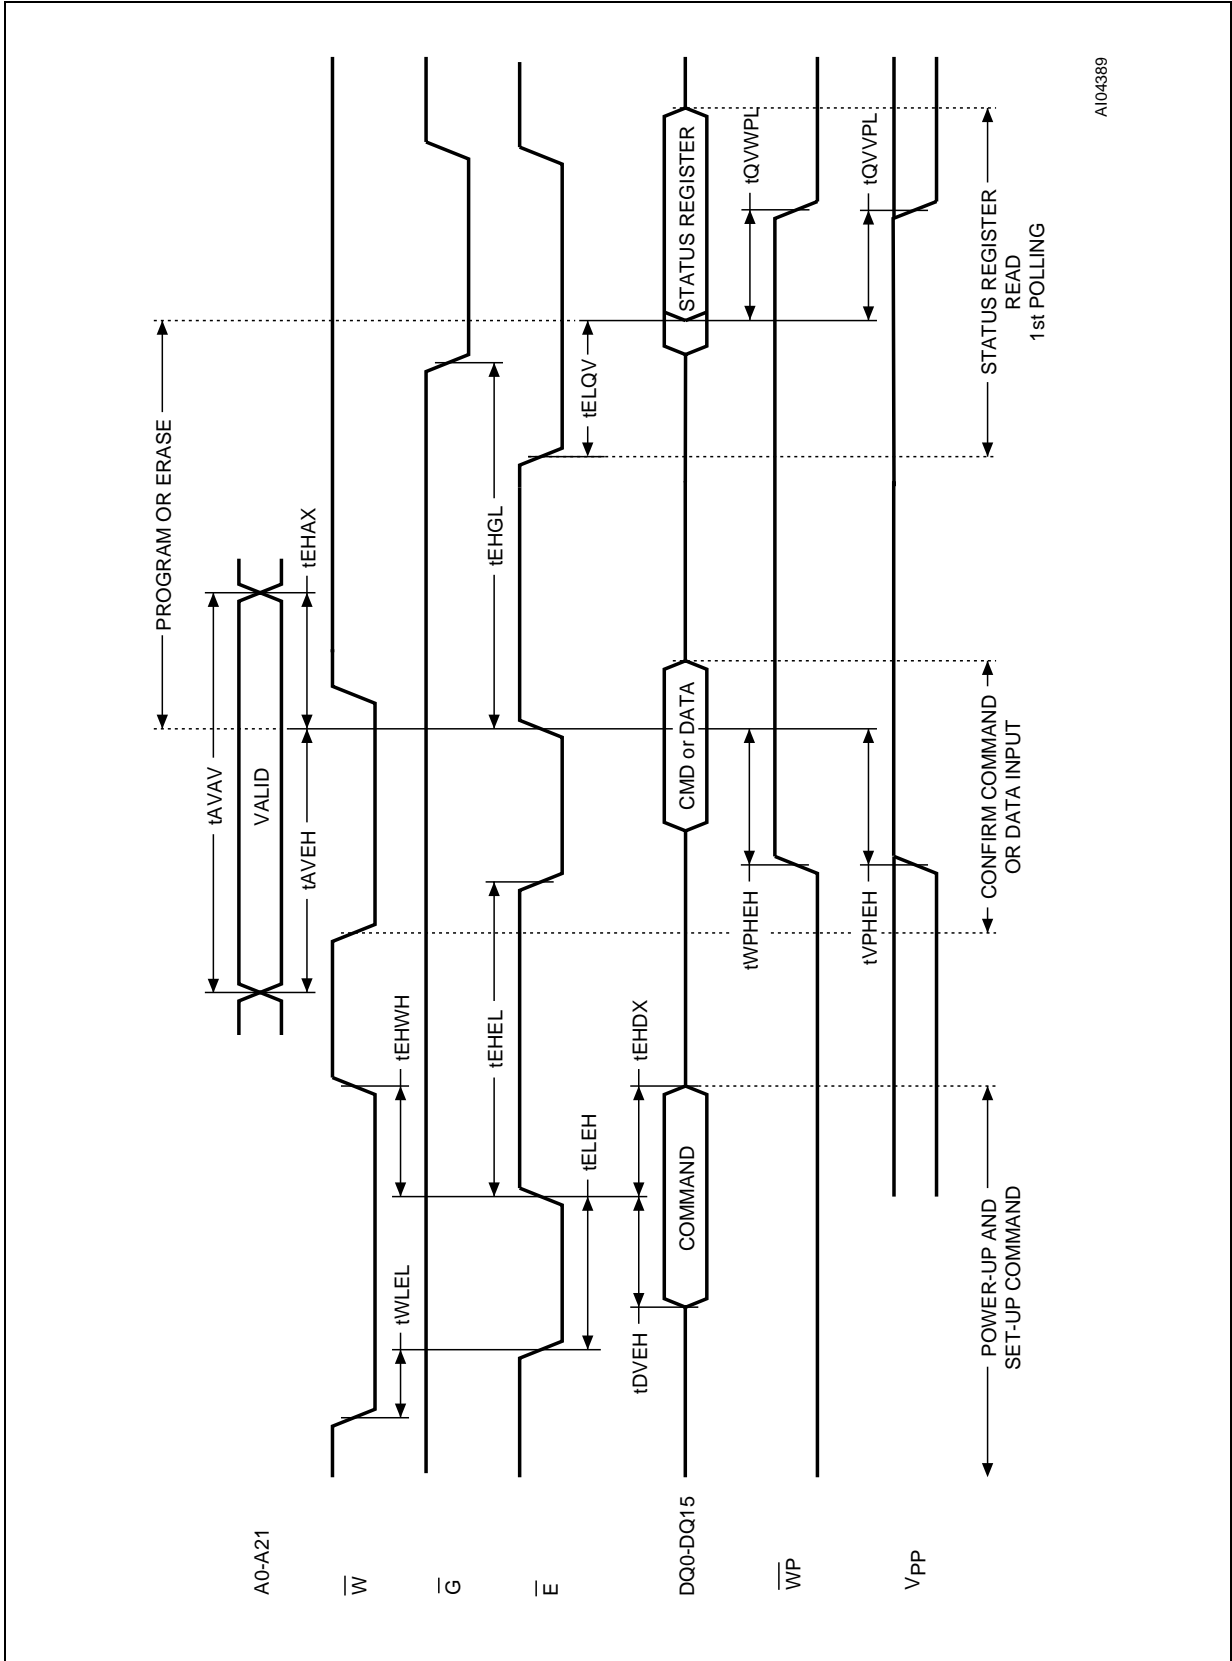 PROGRAM OR ERASE
tAVAV
A0-A21
VALID
tAVEH
tEHAX
W
tWLEL
tEHWH
G
tEHEL
tEHGL
E
tELEH
tELQV
tDVEH
tEHDX
DQ0-DQ15
COMMAND
CMD or DATA
STATUS REGISTER
tWPHEH
tQVWPL
WP
tVPHEH
tQVVPL
VPP
POWER-UP AND
SET-UP COMMAND
CONFIRM COMMAND
OR DATA INPUT
STATUS REGISTER
READ
1st POLLING
AI04389